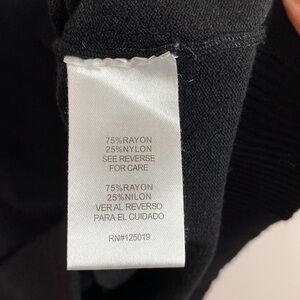 75%RAYON
25%NYLON
SEE REVERSE
FOR CARE
75%RAYON
25%NILON
VER AL REVERSO
PARA EL CUIDADO
RN#125019